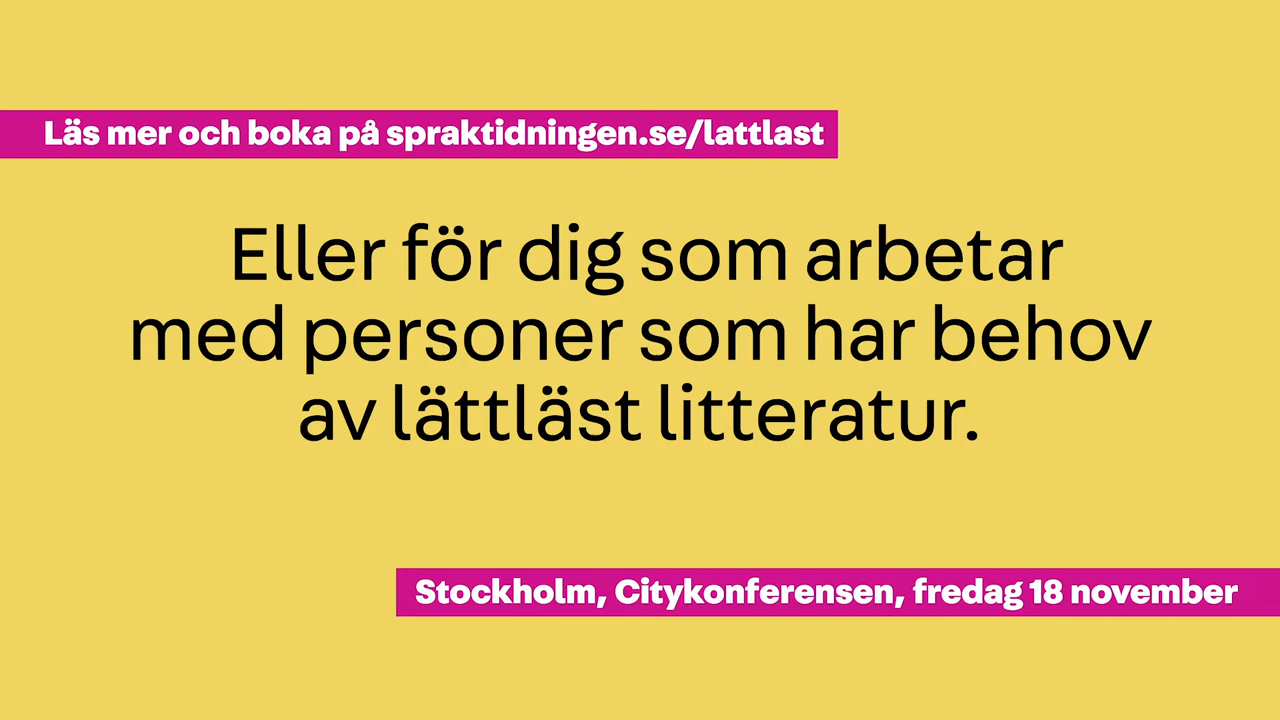 Läs mer och boka på spraktidningen.se/lattlast
Eller för dig som arbetar
med personer som har behov
av lättläst litteratur.
Stockholm, Citykonferensen, fredag 18 november